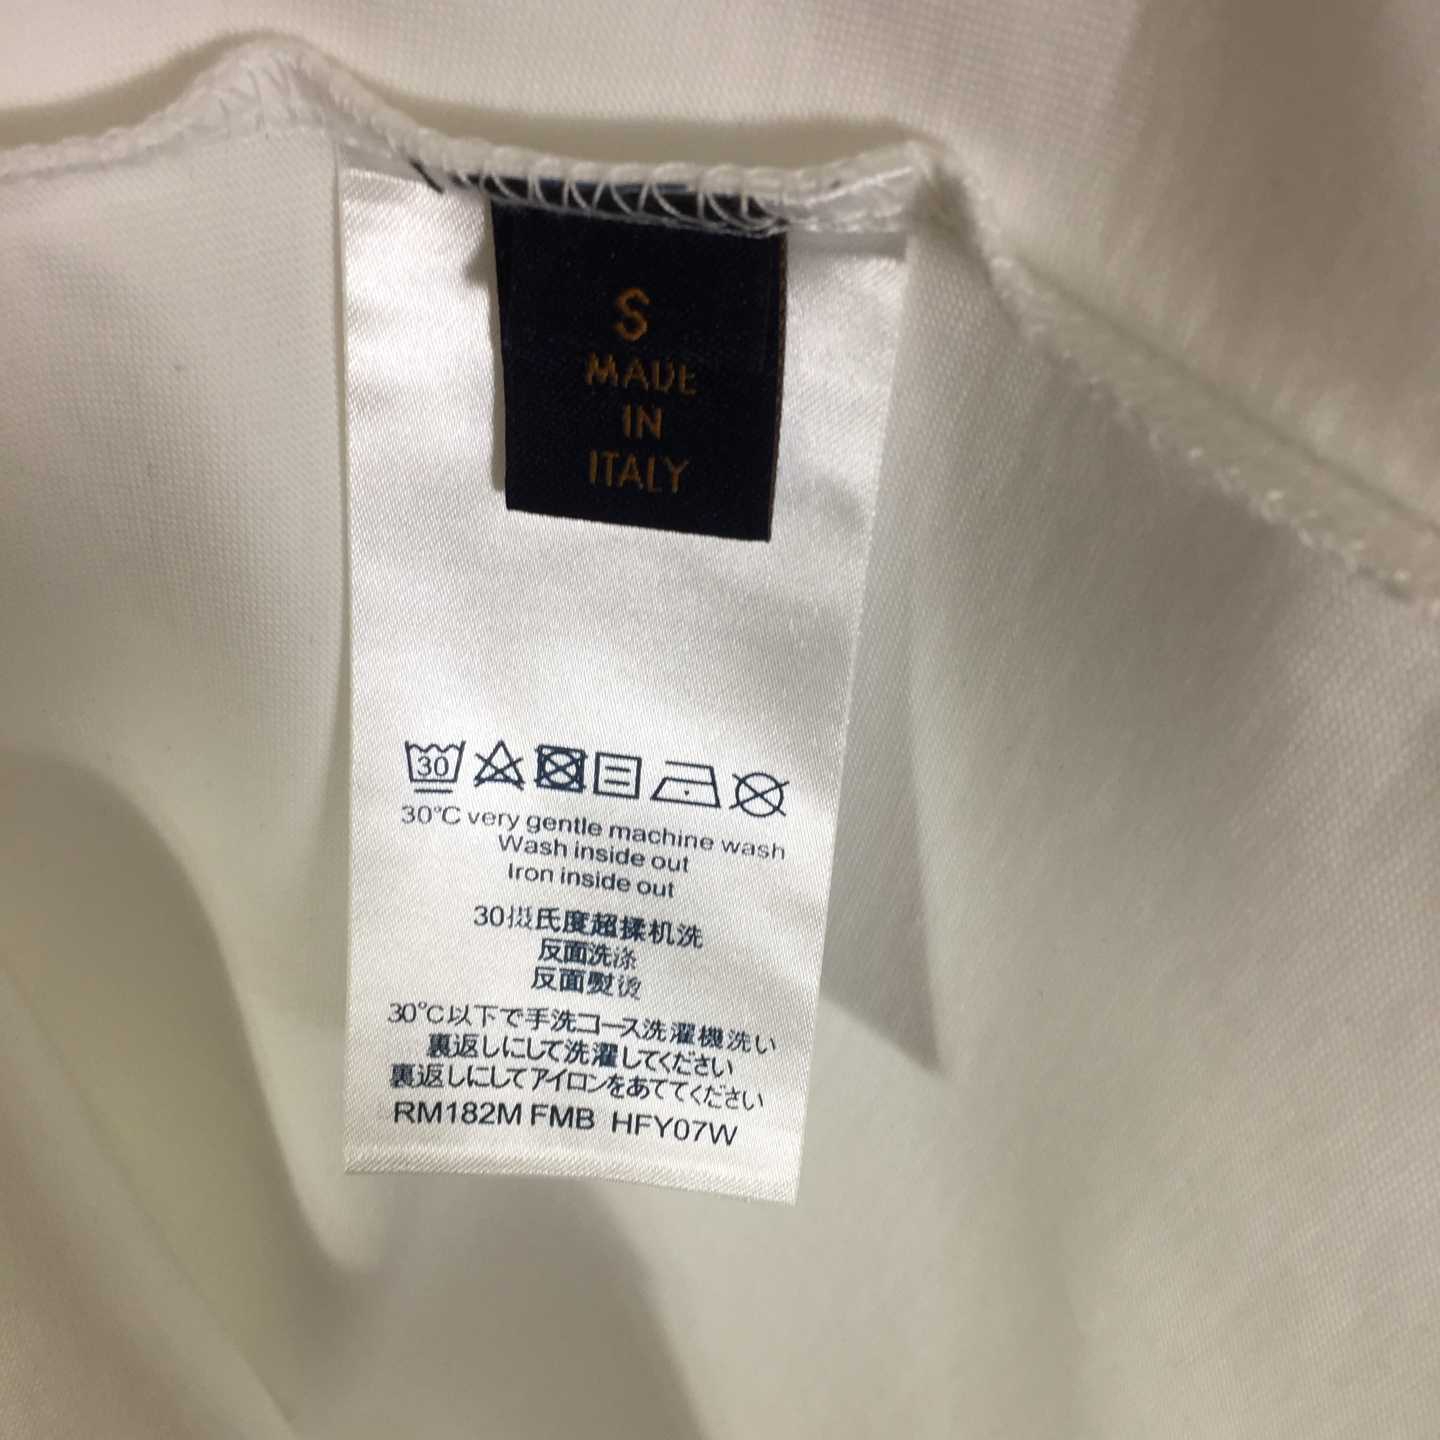 S
MADE
IN
ITALY
30
30°C very gentle machine wash
Wash inside out
Iron inside out
30摄氏度超揉机洗
反面洗涤
反面熨烫
30°C以下で手洗コース洗濯機洗い
裏返しにして洗濯してください
裏返しにしてアイロンをあててください
RM182M FMB HFY07W